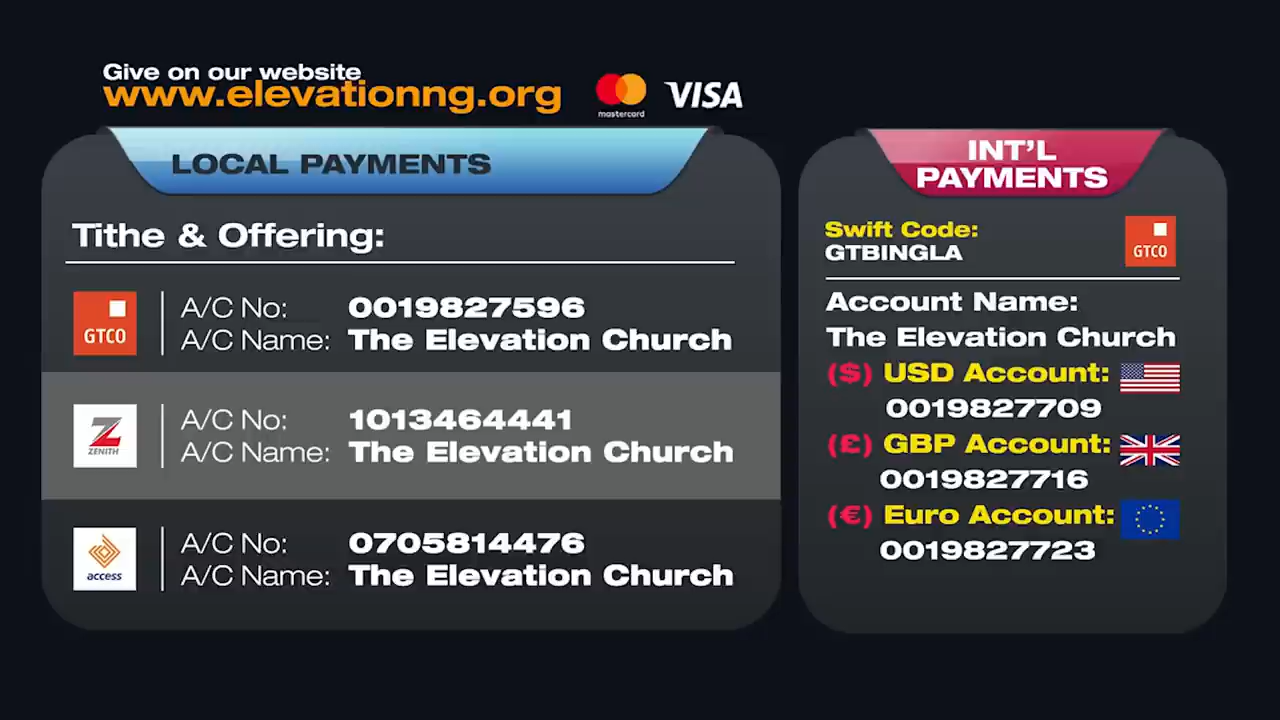 Give on our website
www.elevationng.org
mastercard
VISA
LOCAL PAYMENTS
Tithe & Offering:
GTCO
A/C No: 0019827596
A/C Name: The Elevation Church
ZENITH
A/C No: 1013464441
A/C Name: The Elevation Church
access
A/C No: 0705814476
A/C Name: The Elevation Church
INT'L
PAYMENTS
Swift Code:
GTBINGLA
GTCO
Account Name:
The Elevation Church
($) USD Account:
0019827709
(£) GBP Account:
0019827716
(€) Euro Account:
0019827723